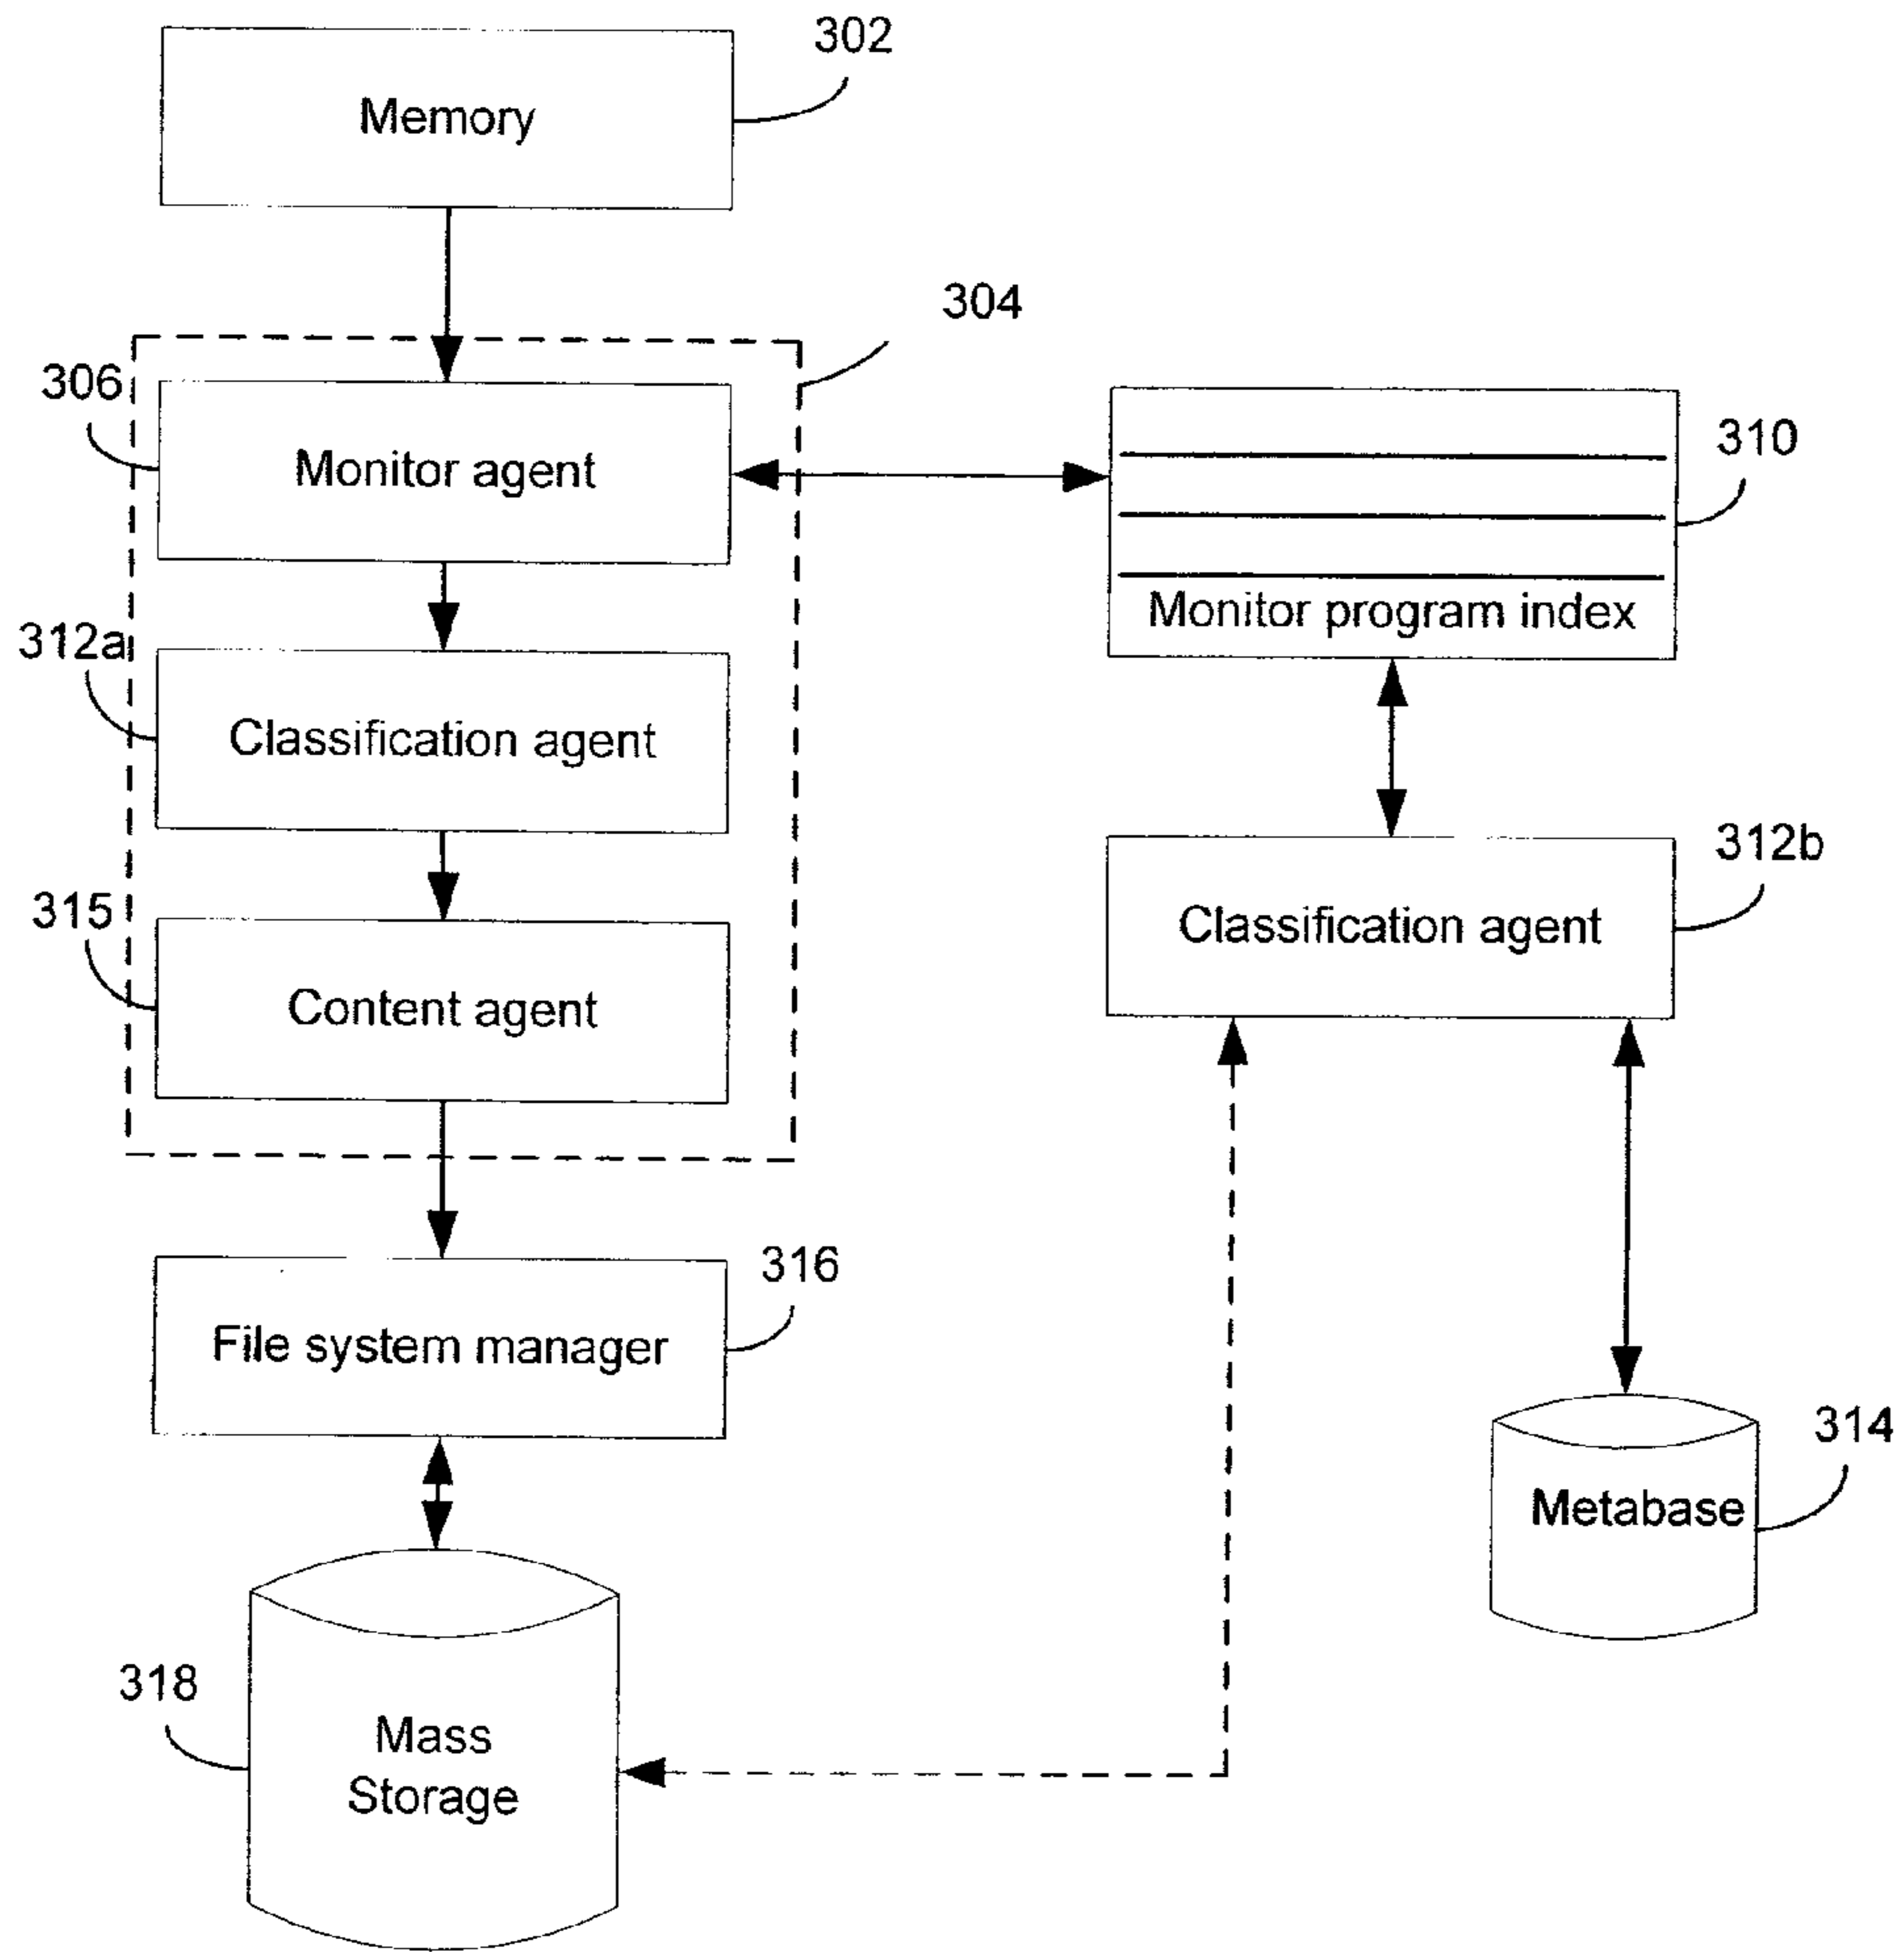 302
Memory
304
306
Monitor agent
310
Monitor program index
312a
Classification agent
312b
Classification agent
315
Content agent
316
File system manager
314
Metabase
318
Mass
Storage